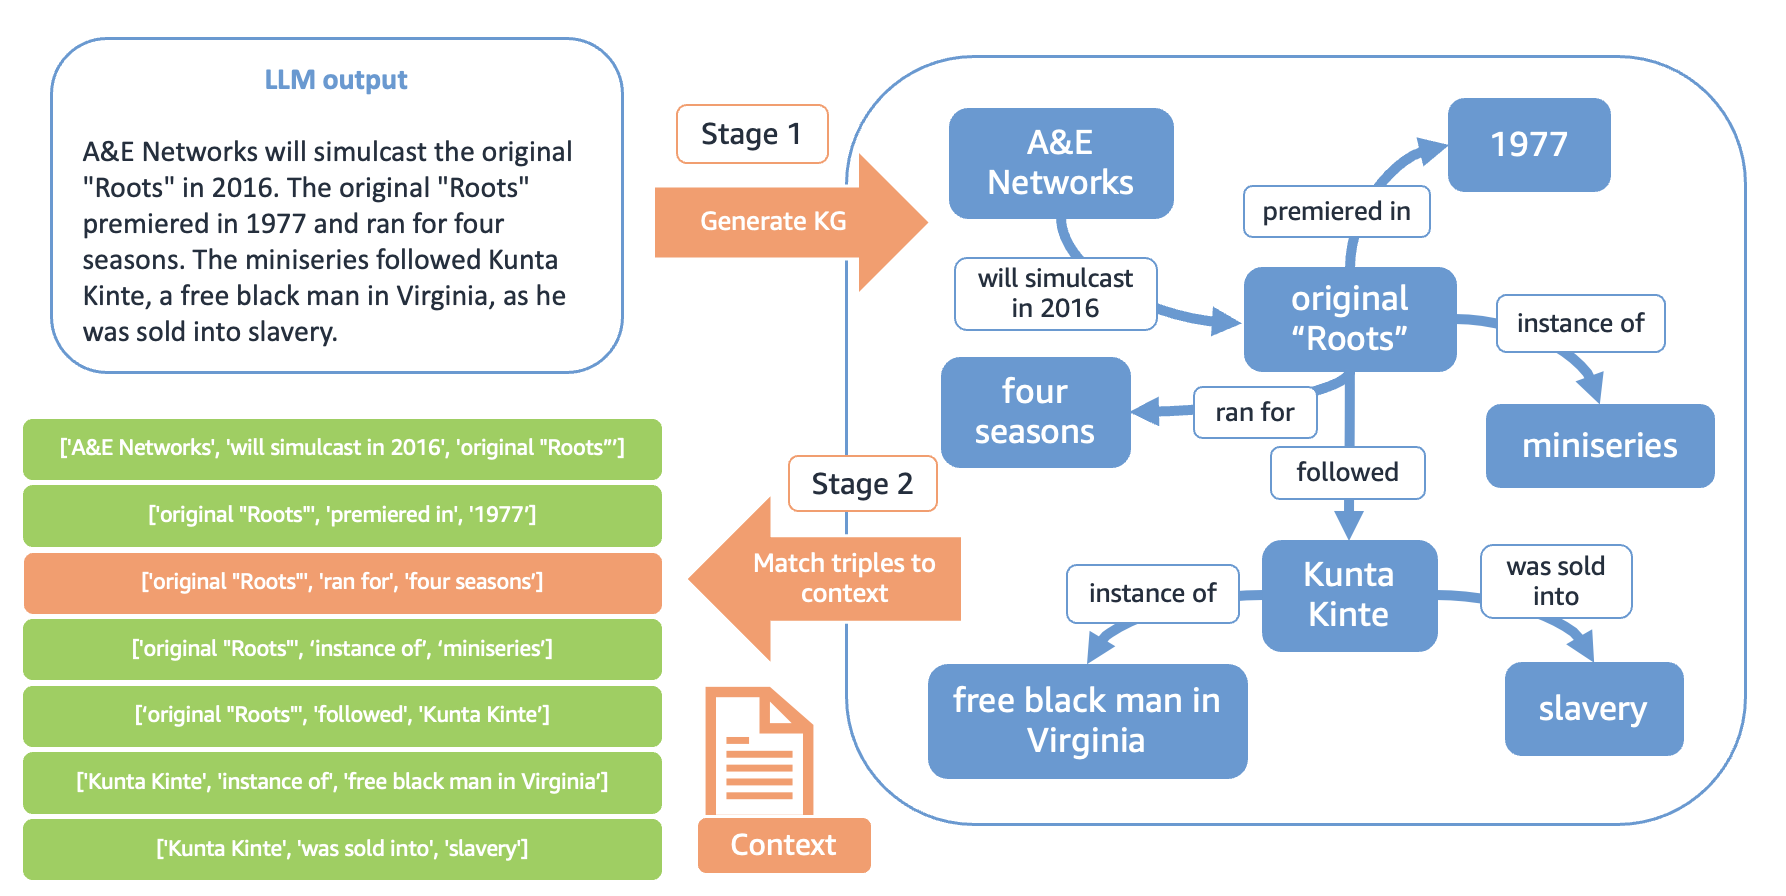 LLM output
A&E Networks will simulcast the original
"Roots" in 2016. The original "Roots"
premiered in 1977 and ran for four
seasons. The miniseries followed Kunta
Kinte, a free black man in Virginia, as he
was sold into slavery.
Stage 1
Generate KG
A&E
Networks
1977
premiered in
will simulcast
in 2016
original
“Roots”
instance of
four
seasons
ran for
miniseries
followed
Kunta
Kinte
instance of
was sold
into
free black man in
Virginia
slavery
Stage 2
Match triples to
context
Context
['A&E Networks', 'will simulcast in 2016', 'original "Roots”’]
['original "Roots"', 'premiered in', '1977’]
['original "Roots"', 'ran for', 'four seasons’]
['original "Roots"', ‘instance of’, ‘miniseries’]
[‘original "Roots"', 'followed', 'Kunta Kinte’]
['Kunta Kinte', 'instance of', 'free black man in Virginia’]
['Kunta Kinte', 'was sold into', 'slavery']